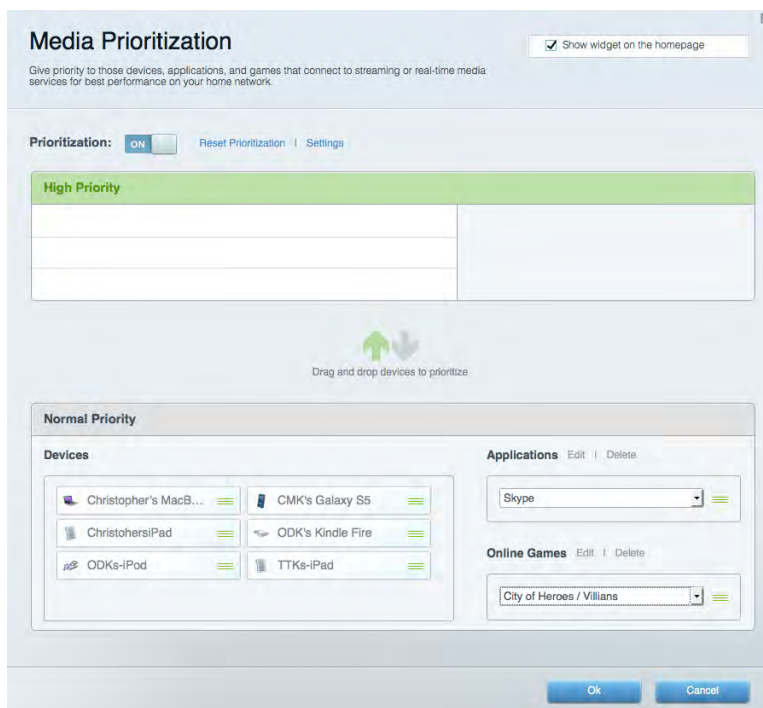 Media Prioritization
Show widget on the homepage
Give priority to those devices, applications, and games that connect to streaming or real-time media
services for best performance on your home network.
Prioritization: ON Reset Prioritization | Settings
High Priority
Drag and drop devices to prioritize
Normal Priority
Devices
Christopher's MacB...
CMK's Galaxy S5
ChristohersiPad
ODK's Kindle Fire
ODKs-iPod
TTKs-iPad
Applications Edit | Delete
Skype
Online Games Edit | Delete
City of Heroes / Villians
Ok
Cancel